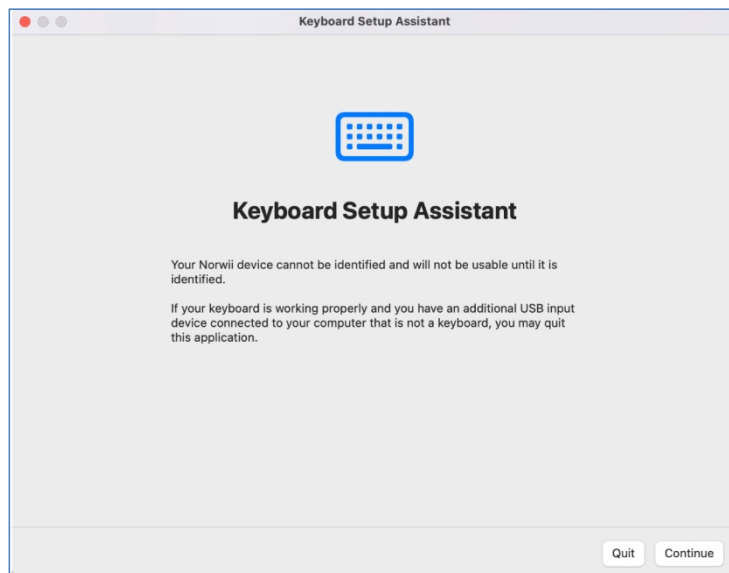 Keyboard Setup Assistant
Keyboard Setup Assistant
Your Norwii device cannot be identified and will not be usable until it is
identified.
If your keyboard is working properly and you have an additional USB input
device connected to your computer that is not a keyboard, you may quit
this application.
Quit Continue